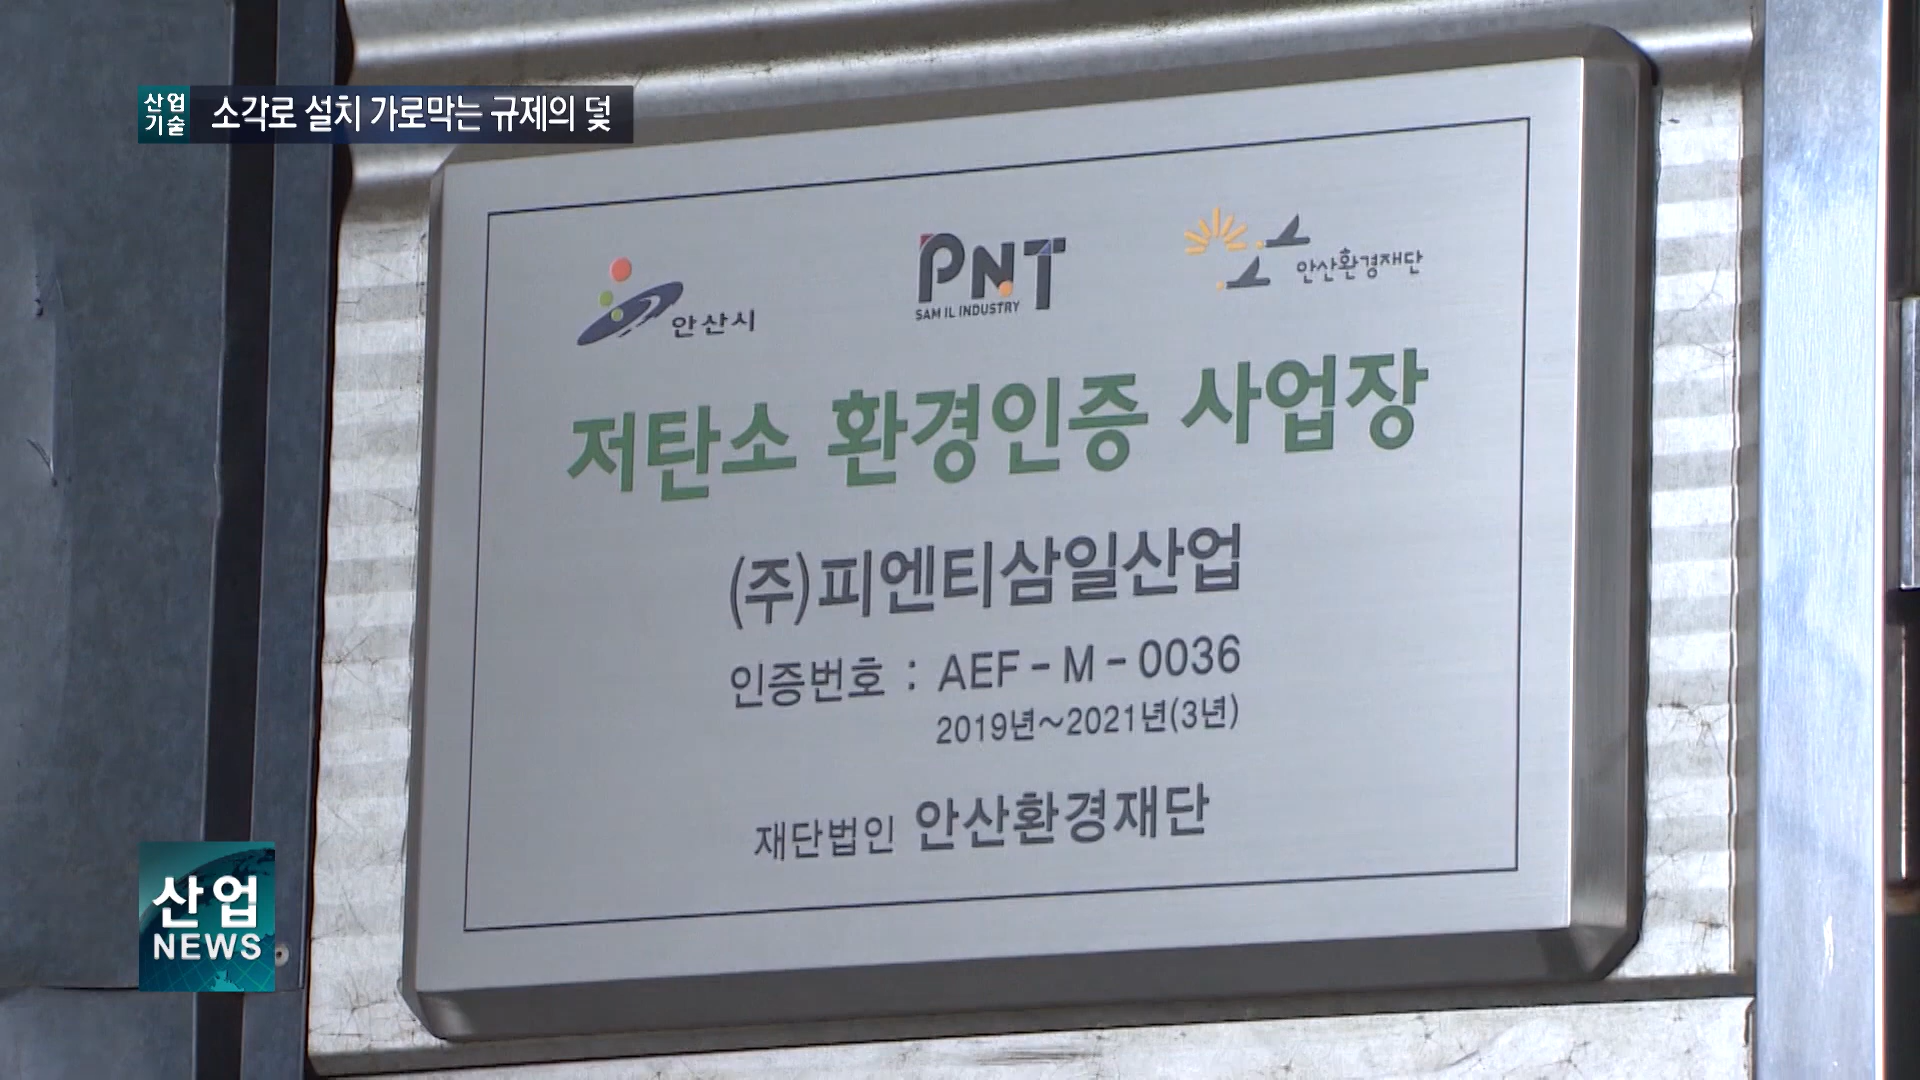 산업
기술
소각로 설치 가로막는 규제의 덫
안산시
PNT
SAM IL INDUSTRY
안산환경재단
저탄소 환경인증 사업장
(주)피엔티삼일산업
인증번호 : AEF-M-0036
2019년~2021년(3년)
재단법인 안산환경재단
산업
NEWS